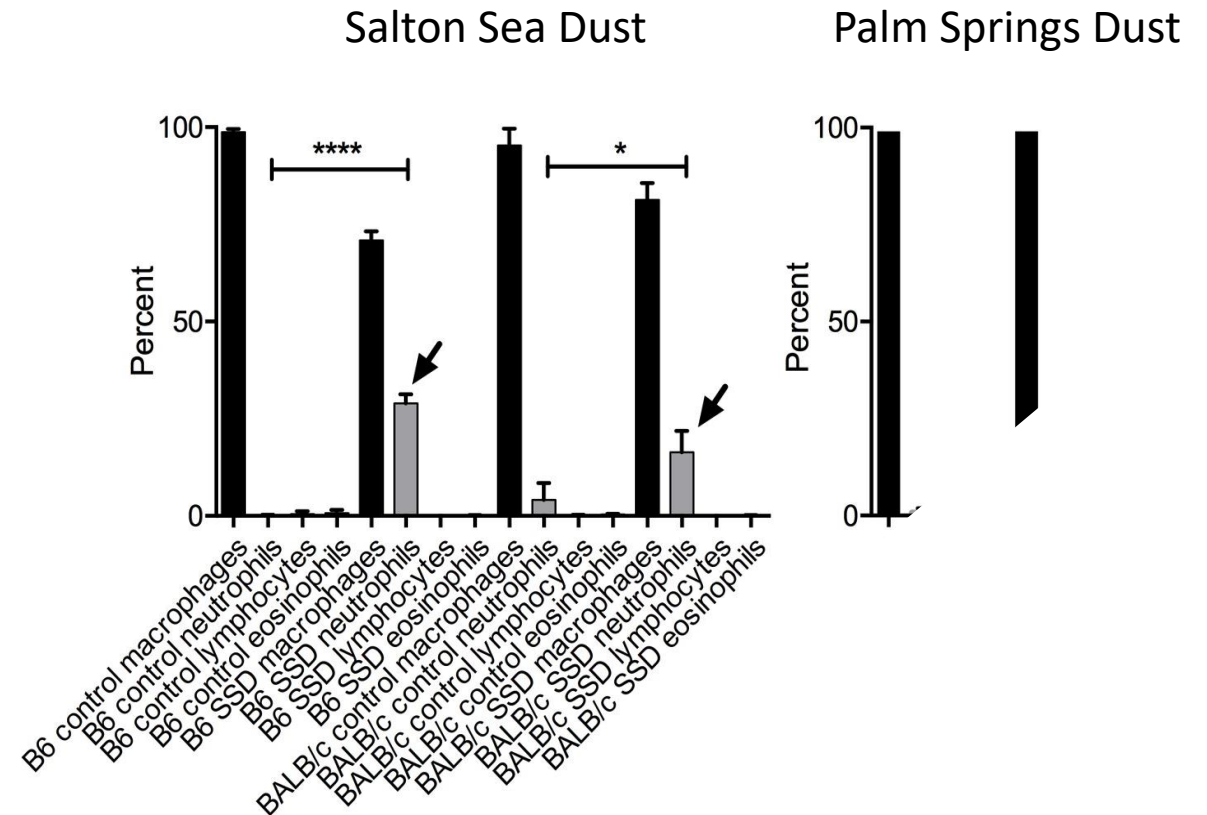 Salton Sea Dust
Palm Springs Dust
100
50
0
Percent
****
*
B6 control macrophages
B6 control neutrophils
B6 control lymphocytes
B6 control eosinophils
B6 SSD macrophages
B6 SSD neutrophils
B6 SSD lymphocytes
B6 SSD eosinophils
BALB/c control macrophages
BALB/c control neutrophils
BALB/c control lymphocytes
BALB/c control eosinophils
BALB/c SSD macrophages
BALB/c SSD neutrophils
BALB/c SSD lymphocytes
BALB/c SSD eosinophils
100
50
0
Percent